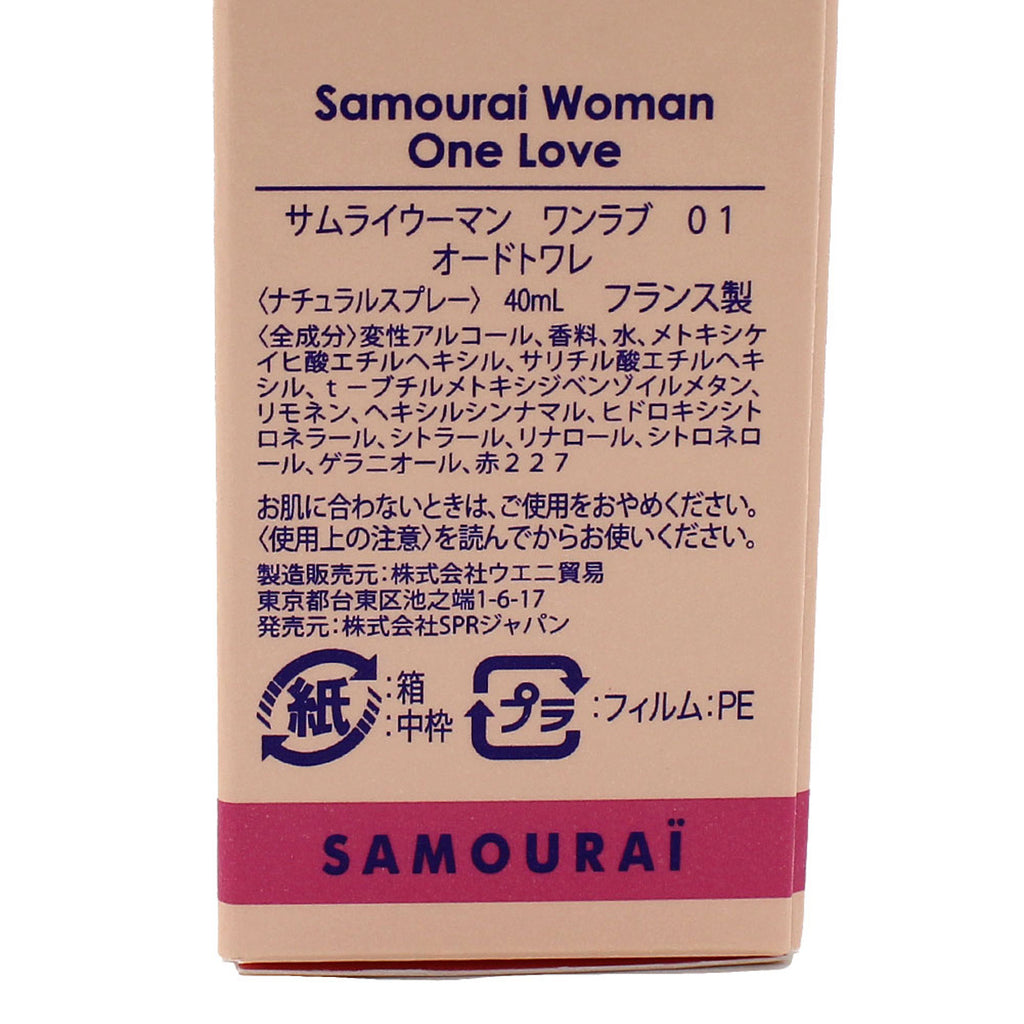 Samourai Woman
One Love
サムライウーマン　ワンラブ　０１
オードトワレ
〈ナチュラルスプレー〉 40mL フランス製
〈全成分〉変性アルコール、香料、水、メトキシケ
イヒ酸エチルヘキシル、サリチル酸エチルヘキ
シル、ｔ－ブチルメトキシジベンゾイルメタン、
リモネン、ヘキシルシンナマル、ヒドロキシシト
ロネラール、シトラール、リナロール、シトロネロ
ール、ゲラニオール、赤２２７
お肌に合わないときは、ご使用をおやめください。
〈使用上の注意〉を読んでからお使いください。
製造販売元：株式会社ウエニ貿易
東京都台東区池之端1-6-17
発売元：株式会社SPRジャパン
紙：箱
：中枠
プラ：フィルム：PE
SAMOURAÏ